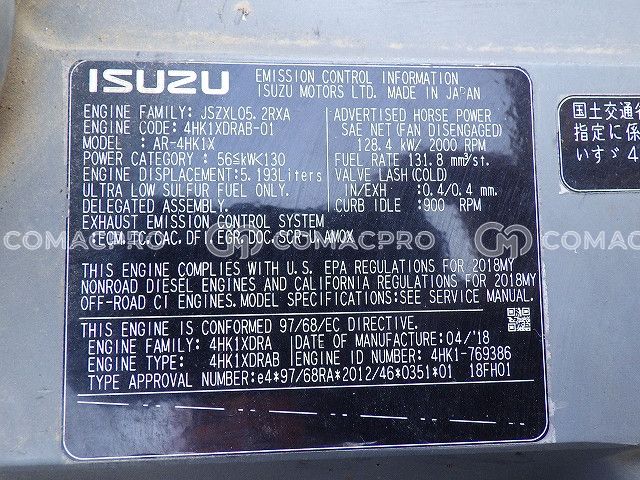 ISUZU EMISSION CONTROL INFORMATION
ISUZU MOTORS LTD. MADE IN JAPAN
ENGINE FAMILY: JSZXL05.2RXA
ENGINE CODE: 4HK1XDRAB-01
MODEL : AR-4HK1X
POWER CATEGORY : 56≤kW<130
ENGINE DISPLACEMENT: 5.193Liters
ULTRA LOW SULFUR FUEL ONLY.
DELEGATED ASSEMBLY.
EXHAUST EMISSION CONTROL SYSTEM
:ECM,TC,CAC,DFI,EGR,DOC,SCR-U,AMOX
ADVERTISED HORSE POWER
SAE NET (FAN DISENGAGED)
128.4 kW/ 2000 RPM
FUEL RATE 131.8 mm³/st.
VALVE LASH (COLD)
IN/EXH : 0.4/0.4 mm.
CURB IDLE : 900 RPM
THIS ENGINE COMPLIES WITH U.S. EPA REGULATIONS FOR 2018MY
NONROAD DIESEL ENGINES AND CALIFORNIA REGULATIONS FOR 2018MY
OFF-ROAD CI ENGINES. MODEL SPECIFICATIONS:SEE SERVICE MANUAL.
THIS ENGINE IS CONFORMED 97/68/EC DIRECTIVE.
ENGINE FAMILY: 4HK1XDRA DATE OF MANUFACTURE: 04/'18
ENGINE TYPE: 4HK1XDRAB ENGINE ID NUMBER: 4HK1-769386
TYPE APPROVAL NUMBER:e4*97/68RA*2012/46*0351*01 18FH01
国土交通省
指定に係
いすゞ4
COMACPRO
COMACPRO
COMACPRO